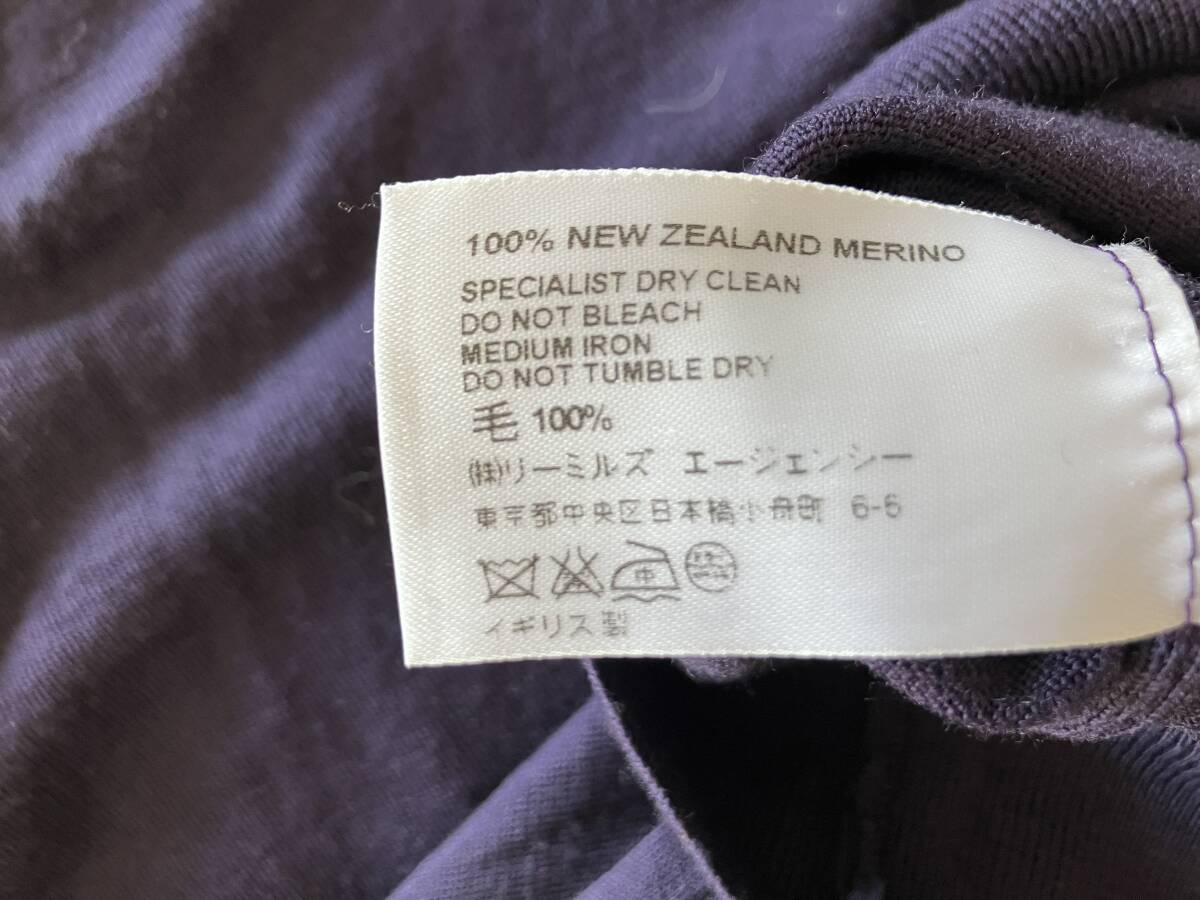 100% NEW ZEALAND MERINO
SPECIALIST DRY CLEAN
DO NOT BLEACH
MEDIUM IRON
DO NOT TUMBLE DRY
毛 100%
(株)リーミルズ エージェンシー
東京都中央区日本橋小舟町 6-6
中
イギリス製